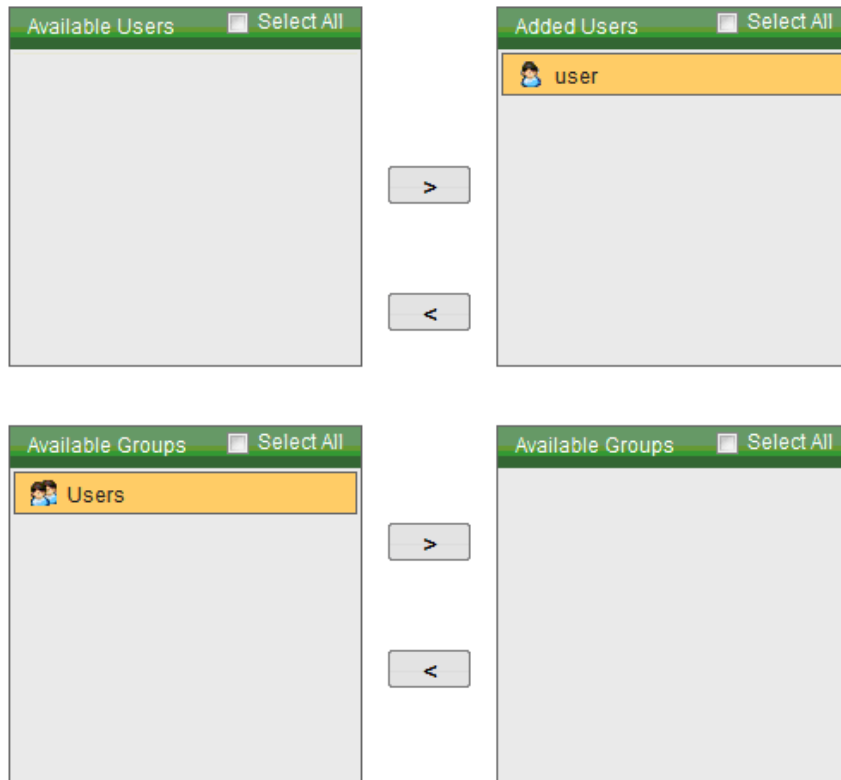 Available Users Select All
Added Users Select All
user
>
<
Available Groups Select All
Available Groups Select All
Users
>
<